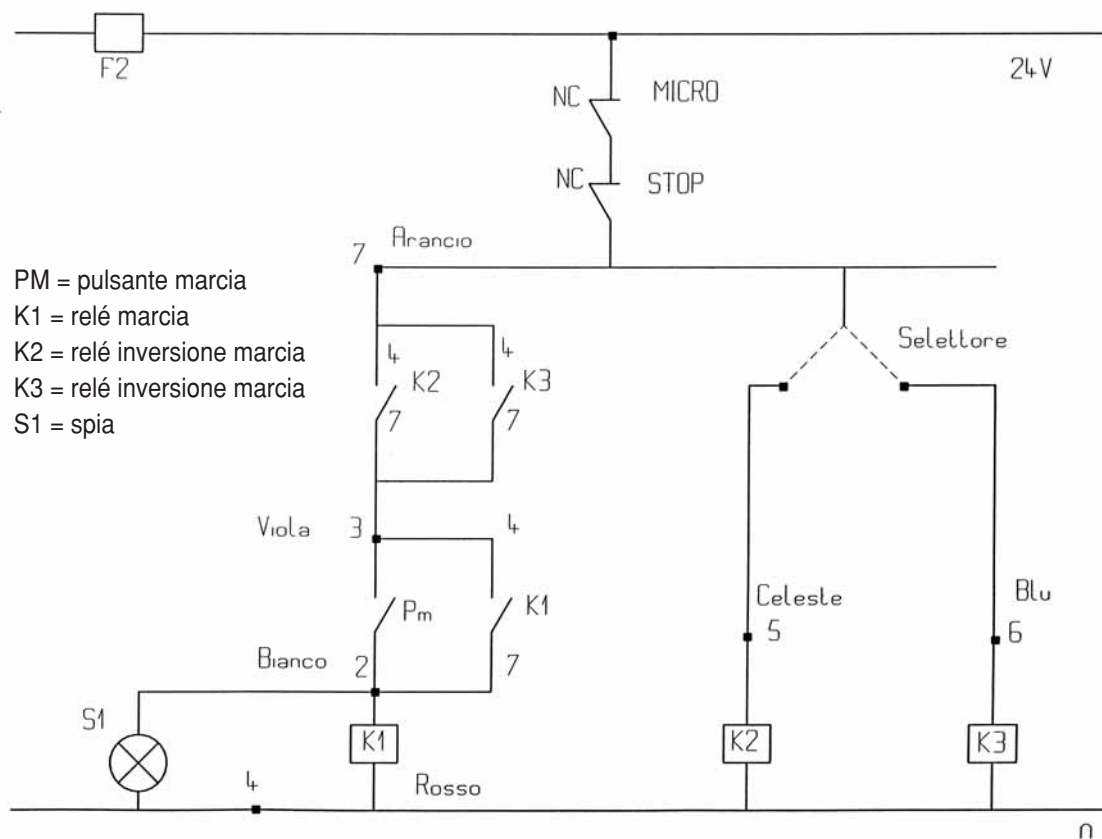 F2
24V
NC MICRO
NC STOP
7 Arancio
PM = pulsante marcia
K1 = relé marcia
K2 = relé inversione marcia
K3 = relé inversione marcia
S1 = spia
Selettore
4 K2 7
4 K3 7
Viola 3
4
Pm
K1
7
Bianco 2
Celeste
5
Blu
6
S1
K1
K2
K3
4
Rosso
n